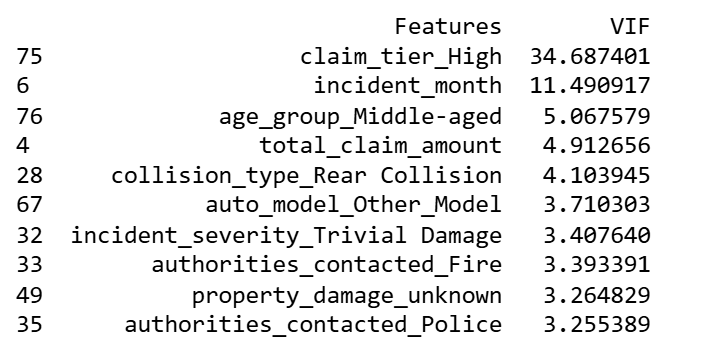 Features VIF
75 claim_tier_High 34.687401
6 incident_month 11.490917
76 age_group_Middle-aged 5.067579
4 total_claim_amount 4.912656
28 collision_type_Rear Collision 4.103945
67 auto_model_Other_Model 3.710303
32 incident_severity_Trivial Damage 3.407640
33 authorities_contacted_Fire 3.393391
49 property_damage_unknown 3.264829
35 authorities_contacted_Police 3.255389